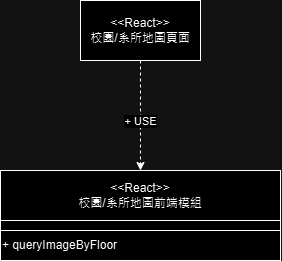 <<React>>
校園/系所地圖頁面
+ USE
<<React>>
校園/系所地圖前端模組
+ queryImageByFloor